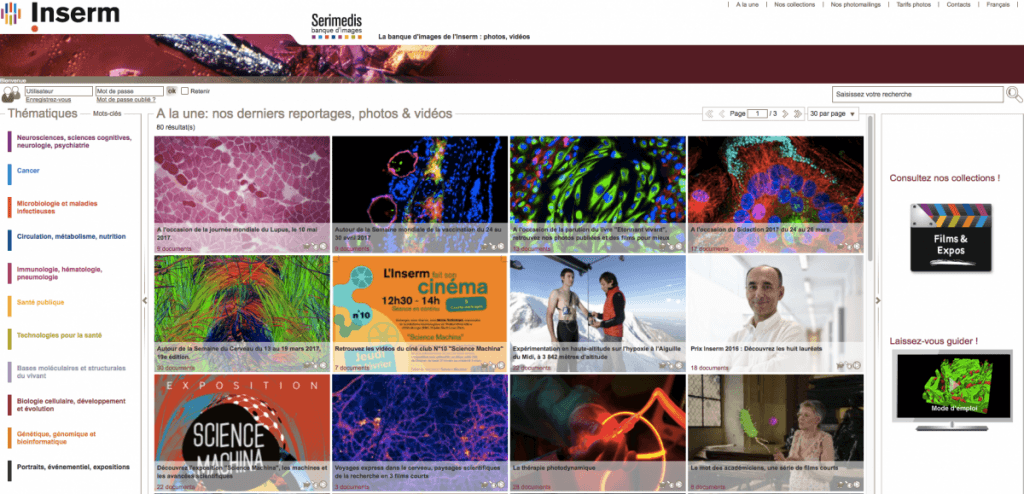 Inserm
Serimedis
banque d'images
La banque d'images de l'Inserm : photos, vidéos
A la une
Nos collections
Nos photomailings
Tarifs photos
Contacts
Français
Bienvenue
Utilisateur
Mot de passe
ok
Retenir
Enregistrez-vous
Mot de passe oublié ?
Saisissez votre recherche
Thématiques
Mots-clés
A la une: nos derniers reportages, photos & vidéos
Page 1 / 3
30 par page
80 résultat(s)
Neurosciences, sciences cognitives,
neurologie, psychiatrie
Cancer
Microbiologie et maladies
infectieuses
Circulation, métabolisme, nutrition
Immunologie, hématologie,
pneumologie
Santé publique
Technologies pour la santé
Bases moléculaires et structurales
du vivant
Biologie cellulaire, développement
et évolution
Génétique, génomique et
bioinformatique
Portraits, événementiel, expositions
A l'occasion de la journée mondiale du Lupus, le 10 mai
2017.
6 documents
Autour de la Semaine mondiale de la vaccination du 24 au
30 avril 2017
documents
A l'occasion de la parution du livre "Etonnant Vivant",
retrouvez nos photos publiées et des films pour mieux
documents
A l'occasion du Sidaction 2017 du 24 au 26 mars.
17 documents
Autour de la Semaine du Cerveau du 13 au 19 mars 2017,
19e édition.
documents
L'Inserm fait son
cinéma
12h30 - 14h
n°10
"Science Machina"
Jeudi
Retrouvez les vidéos du ciné club N°10 "Science Machina"
7 documents
Expérimentation en haute-altitude sur l'hypoxie à l'Aiguille
du Midi, à 3 842 mètres d'altitude
documents
Prix Inserm 2016 : Découvrez les huit lauréats
18 documents
EXPOSITION
SCIENCE
MACHINA
Découvrez l'exposition "Science Machina", les machines et
les avancées scientifiques
22 documents
Voyages express dans le cerveau, paysages scientifiques
de la recherche en 3 films courts
3 documents
La thérapie photodynamique
28 documents
Le mot des académiciens, une série de films courts
6 documents
Consultez nos collections !
Films &
Expos
Laissez-vous guider !
Mode d'emploi